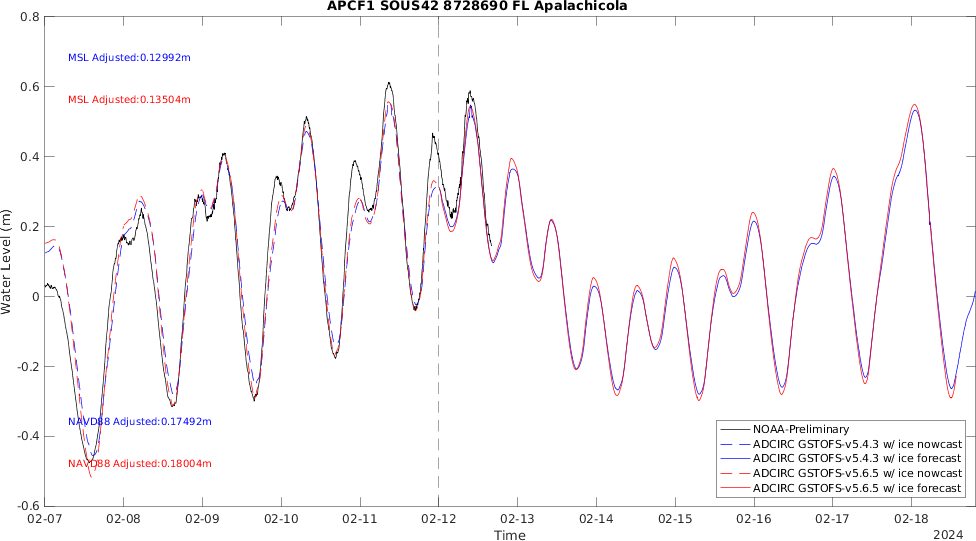 APCF1 SOUS42 8728690 FL Apalachicola
0.8
0.6
0.4
0.2
0
-0.2
-0.4
-0.6
Water Level (m)
MSL Adjusted:0.12992m
MSL Adjusted:0.13504m
NAVD88 Adjusted:0.17492m
NAVD88 Adjusted:0.18004m
NOAA-Preliminary
ADCIRC GSTOFS-v5.4.3 w/ ice nowcast
ADCIRC GSTOFS-v5.4.3 w/ ice forecast
ADCIRC GSTOFS-v5.6.5 w/ ice nowcast
ADCIRC GSTOFS-v5.6.5 w/ ice forecast
02-07 02-08 02-09 02-10 02-11 02-12 02-13 02-14 02-15 02-16 02-17 02-18
Time
2024